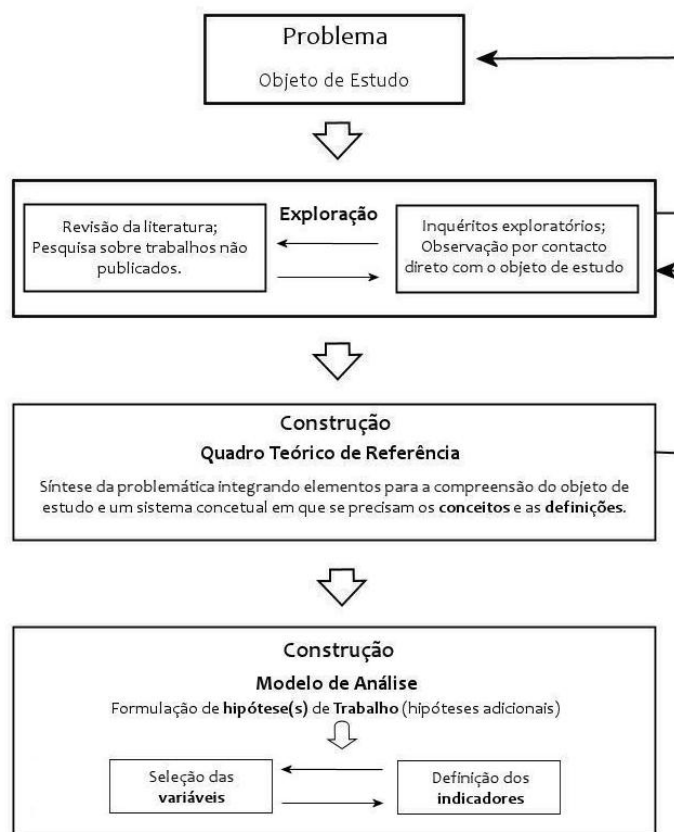 Problema
Objeto de Estudo
Exploração
Revisão da literatura;
Pesquisa sobre trabalhos não
publicados.
Inquéritos exploratórios;
Observação por contacto
direto com o objeto de estudo
Construção
Quadro Teórico de Referência
Síntese da problemática integrando elementos para a compreensão do objeto de
estudo e um sistema concetual em que se precisam os conceitos e as definições.
Construção
Modelo de Análise
Formulação de hipótese(s) de Trabalho (hipóteses adicionais)
Seleção das
variáveis
Definição dos
indicadores